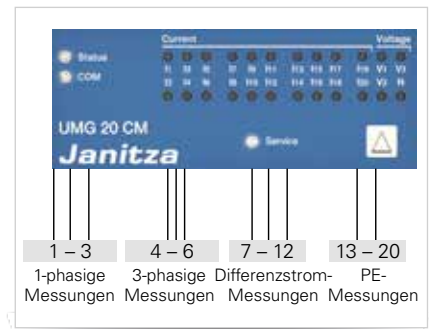 Current
Voltage
Status
COM
UMG 20 CM
Service
Janitza
1 – 3
4 – 6
7 – 12
13 – 20
1-phasige
3-phasige
Differenzstrom-
PE-
Messungen
Messungen
Messungen
Messungen